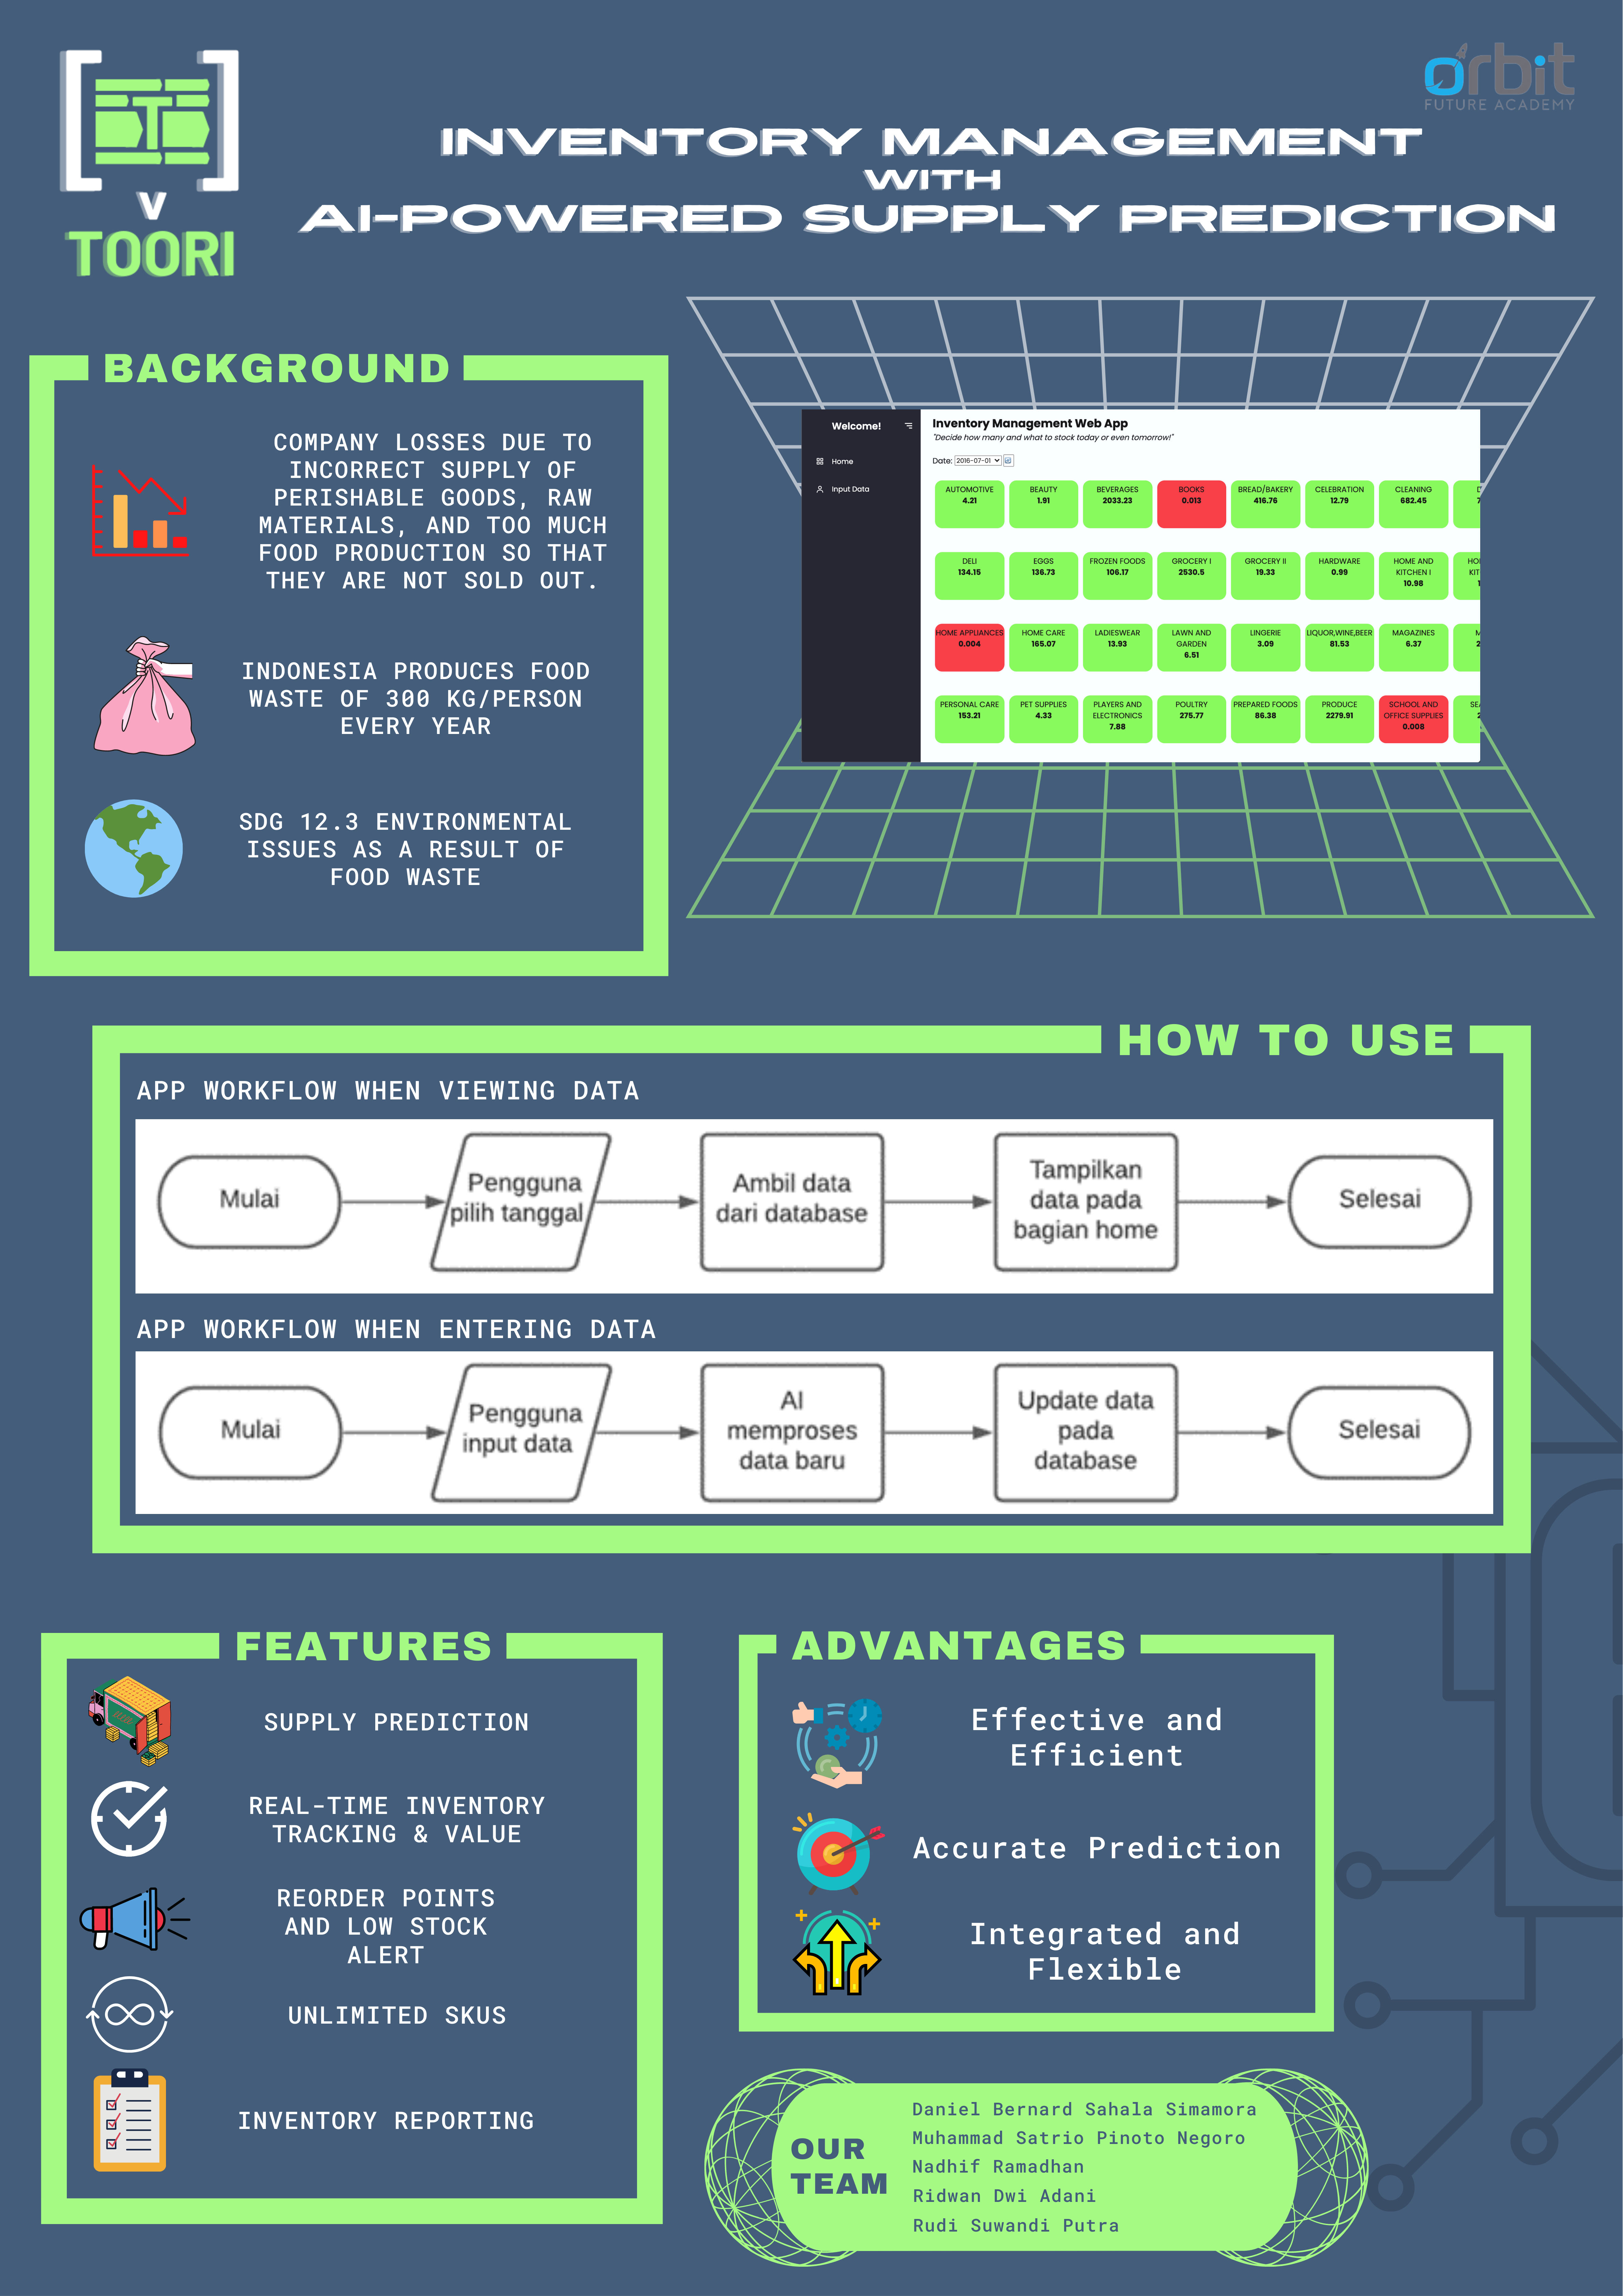 T
V
TOORI
orbit
FUTURE ACADEMY
INVENTORY MANAGEMENT
WITH
AI-POWERED SUPPLY PREDICTION
BACKGROUND
COMPANY LOSSES DUE TO
INCORRECT SUPPLY OF
PERISHABLE GOODS, RAW
MATERIALS, AND TOO MUCH
FOOD PRODUCTION SO THAT
THEY ARE NOT SOLD OUT.
INDONESIA PRODUCES FOOD
WASTE OF 300 KG/PERSON
EVERY YEAR
SDG 12.3 ENVIRONMENTAL
ISSUES AS A RESULT OF
FOOD WASTE
Welcome!
Home
Input Data
Inventory Management Web App
"Decide how many and what to stock today or even tomorrow!"
Date: 2016-07-01
AUTOMOTIVE
4.21
BEAUTY
1.91
BEVERAGES
2033.23
BOOKS
0.013
BREAD/BAKERY
416.76
CELEBRATION
12.79
CLEANING
682.45
DELI
134.15
EGGS
136.73
FROZEN FOODS
106.17
GROCERY I
2530.5
GROCERY II
19.33
HARDWARE
0.99
HOME AND
KITCHEN I
10.98
HOME APPLIANCES
0.004
HOME CARE
165.07
LADIESWEAR
13.93
LAWN AND
GARDEN
6.51
LINGERIE
3.09
LIQUOR,WINE,BEER
81.53
MAGAZINES
6.37
PERSONAL CARE
153.21
PET SUPPLIES
4.33
PLAYERS AND
ELECTRONICS
7.88
POULTRY
275.77
PREPARED FOODS
86.38
PRODUCE
2279.91
SCHOOL AND
OFFICE SUPPLIES
0.008
HOW TO USE
APP WORKFLOW WHEN VIEWING DATA
Mulai
Pengguna
pilih tanggal
Ambil data
dari database
Tampilkan
data pada
bagian home
Selesai
APP WORKFLOW WHEN ENTERING DATA
Mulai
Pengguna
input data
AI
memproses
data baru
Update data
pada
database
Selesai
FEATURES
SUPPLY PREDICTION
REAL-TIME INVENTORY
TRACKING & VALUE
REORDER POINTS
AND LOW STOCK
ALERT
UNLIMITED SKUS
INVENTORY REPORTING
ADVANTAGES
Effective and
Efficient
Accurate Prediction
Integrated and
Flexible
OUR
TEAM
Daniel Bernard Sahala Simamora
Muhammad Satrio Pinoto Negoro
Nadhif Ramadhan
Ridwan Dwi Adani
Rudi Suwandi Putra